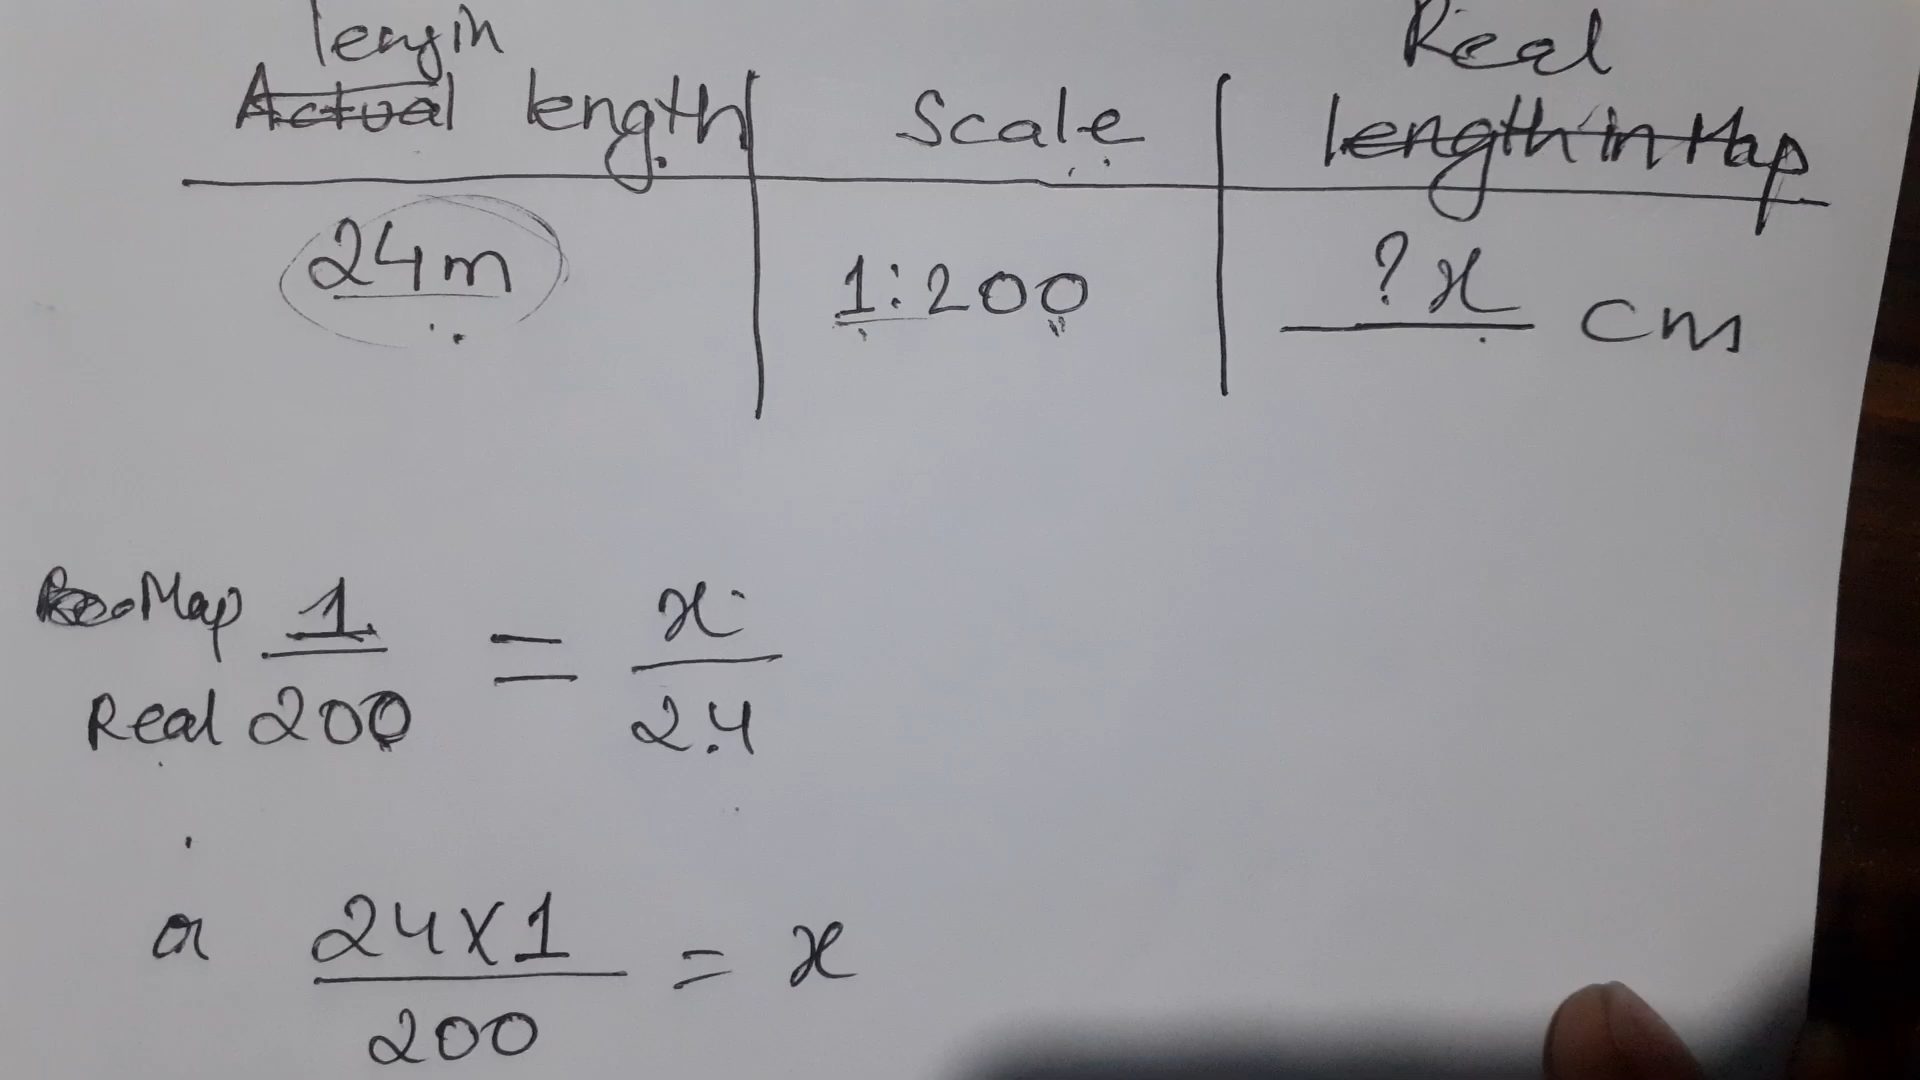 length Real
Actual length Scale length in Map
24m 1:200 ? x cm
Map 1 = x
Real 200 24
or 24 x 1 = x
200